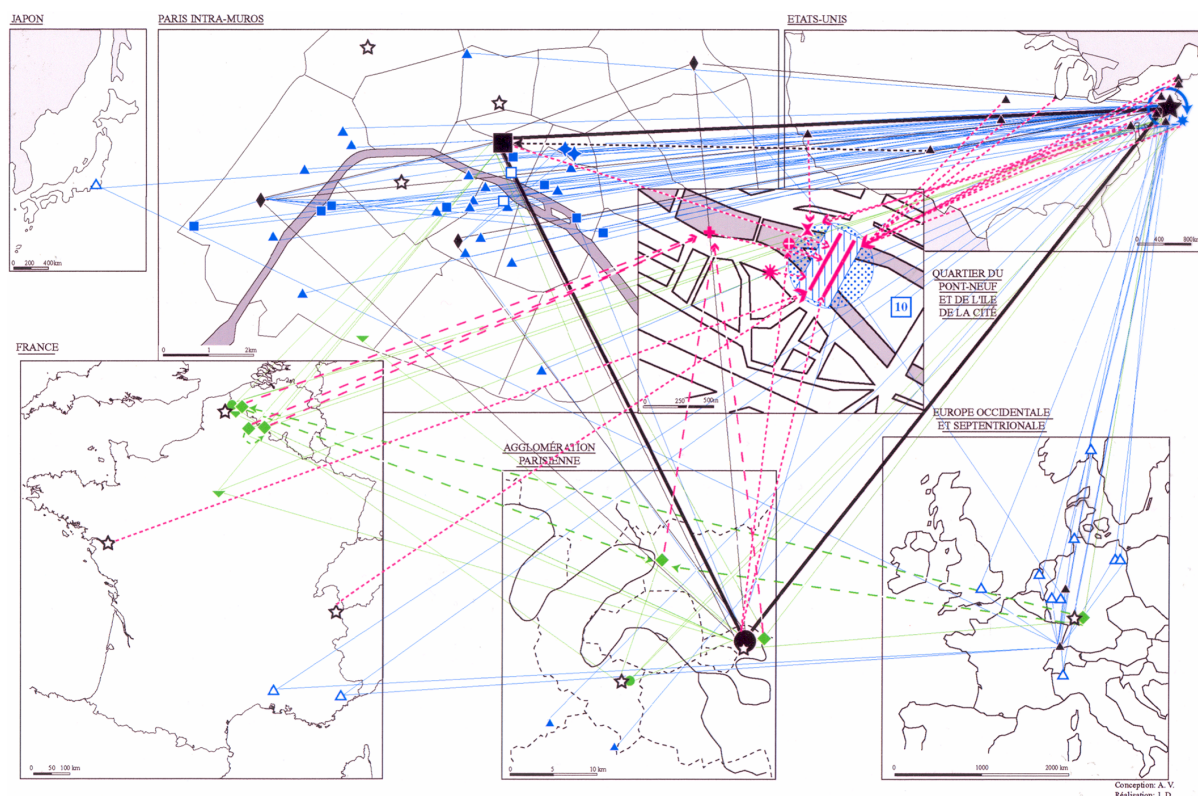 JAPON
PARIS INTRA-MUROS
ETATS-UNIS
0 200 400km
0 1 2km
0 400 800km
QUARTIER DU
PONT-NEUF
ET DE L'ILE
DE LA CITÉ
10
0 250 500m
FRANCE
AGGLOMÉRATION
PARISIENNE
EUROPE OCCIDENTALE
ET SEPTENTRIONALE
0 50 100 km
0 5 10 km
0 1000 2000 km
Conception: A. V.
Réalisation: J. D.